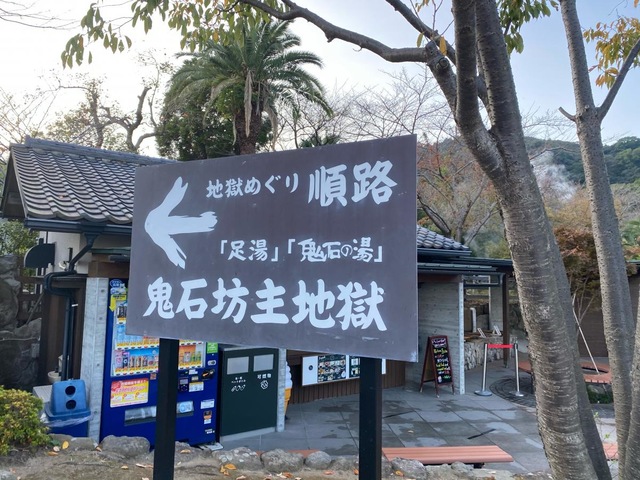 地獄めぐり 順路
「足湯」「鬼石の湯」
鬼石坊主地獄